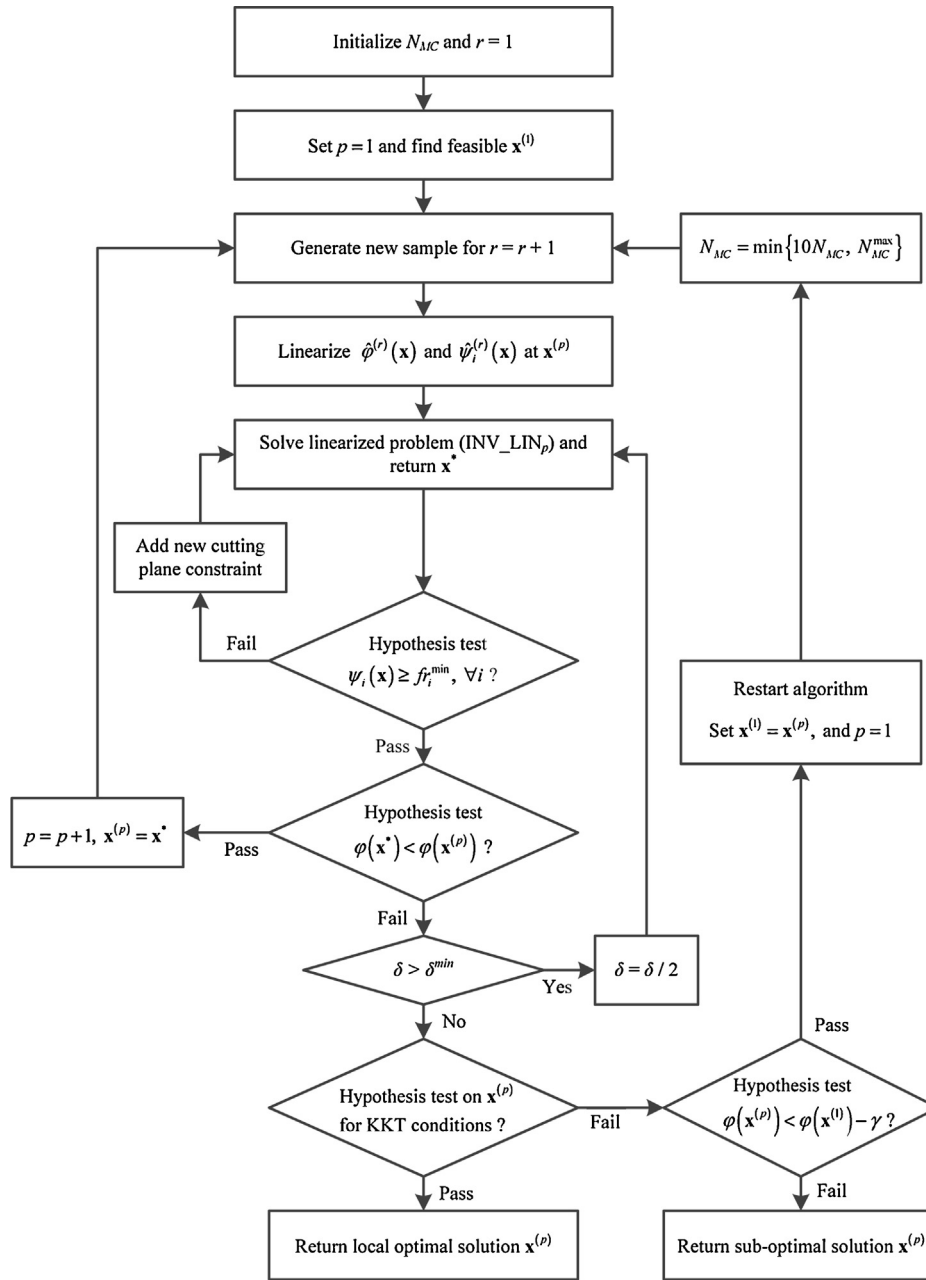 Initialize N_MC and r = 1
Set p = 1 and find feasible x^(1)
Generate new sample for r = r + 1
N_MC = min{10N_MC, N_MC^max}
Linearize φ̂^(r)(x) and ψ̂_i^(r)(x) at x^(p)
Solve linearized problem (INV_LIN_p) and
return x*
Add new cutting
plane constraint
Fail
Hypothesis test
ψ_i(x) ≥ fr_i^min, ∀i ?
Restart algorithm
Set x^(1) = x^(p), and p = 1
Pass
p = p+1, x^(p) = x*
Pass
Hypothesis test
φ(x*) < φ(x^(p)) ?
Fail
δ > δ^min
Yes
δ = δ / 2
No
Pass
Hypothesis test on x^(p)
for KKT conditions ?
Fail
Hypothesis test
φ(x^(p)) < φ(x^(1)) − γ ?
Pass
Fail
Return local optimal solution x^(p)
Return sub-optimal solution x^(p)